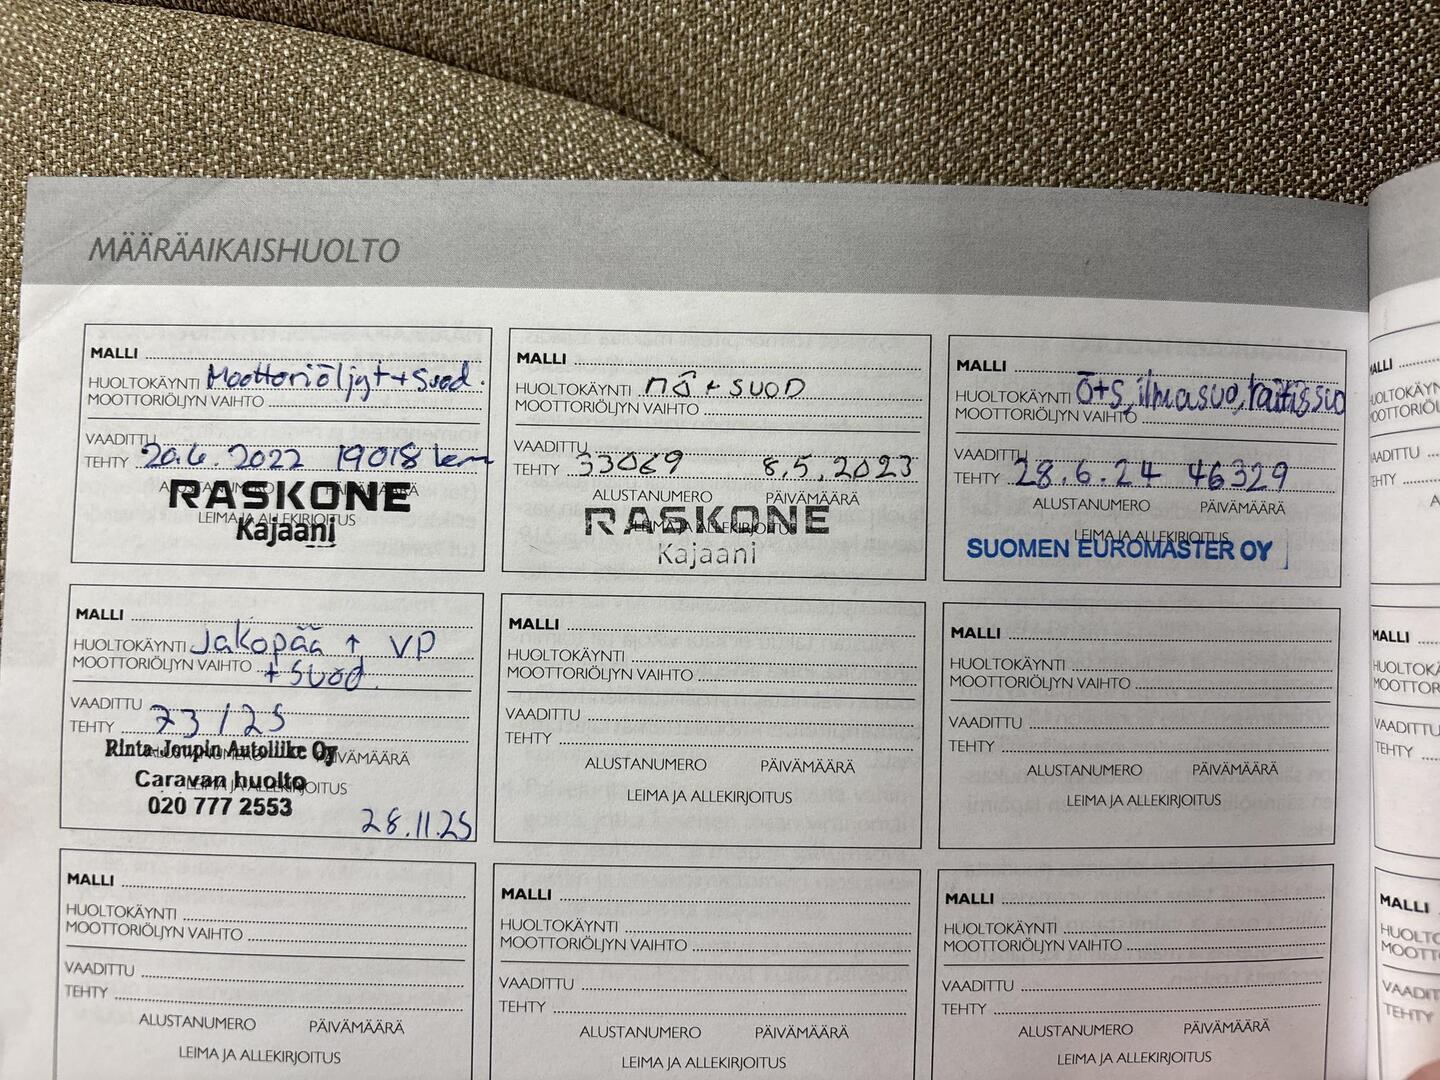 MÄÄRÄAIKAISHUOLTO
MALLI
HUOLTOKÄYNTI Moottoriöljyt + Suod.
MOOTTORIÖLJYN VAIHTO
VAADITTU
TEHTY 20.6.2022 19018 km
RASKONE
LEIMA JA ALLEKIRJOITUS
Kajaani
MALLI
HUOLTOKÄYNTI + SUOD
MOOTTORIÖLJYN VAIHTO
VAADITTU
TEHTY 33069 8.5.2023
ALUSTANUMERO PÄIVÄMÄÄRÄ
RASKONE
LEIMA JA ALLEKIRJOITUS
Kajaani
MALLI
HUOLTOKÄYNTI ö+s, ilmasuo, raitissuo
MOOTTORIÖLJYN VAIHTO
VAADITTU
TEHTY 28.6.24 46329
ALUSTANUMERO PÄIVÄMÄÄRÄ
LEIMA JA ALLEKIRJOITUS
SUOMEN EUROMASTER OY
MALLI
HUOLTOKÄYNTI Jakopää ↑ VP
MOOTTORIÖLJYN VAIHTO + Suod.
VAADITTU
TEHTY 73125
Rinta-Joupin Autoliike Oy
ALUSTANUMERO PÄIVÄMÄÄRÄ
Caravan huolto
LEIMA JA ALLEKIRJOITUS
020 777 2553
28.11.25
MALLI
HUOLTOKÄYNTI
MOOTTORIÖLJYN VAIHTO
VAADITTU
TEHTY
ALUSTANUMERO PÄIVÄMÄÄRÄ
LEIMA JA ALLEKIRJOITUS
MALLI
HUOLTOKÄYNTI
MOOTTORIÖLJYN VAIHTO
VAADITTU
TEHTY
ALUSTANUMERO PÄIVÄMÄÄRÄ
LEIMA JA ALLEKIRJOITUS
MALLI
HUOLTOKÄYNTI
MOOTTORIÖLJYN VAIHTO
VAADITTU
TEHTY
ALUSTANUMERO PÄIVÄMÄÄRÄ
LEIMA JA ALLEKIRJOITUS
MALLI
HUOLTOKÄYNTI
MOOTTORIÖLJYN VAIHTO
VAADITTU
TEHTY
ALUSTANUMERO PÄIVÄMÄÄRÄ
LEIMA JA ALLEKIRJOITUS
MALLI
HUOLTOKÄYNTI
MOOTTORIÖLJYN VAIHTO
VAADITTU
TEHTY
ALUSTANUMERO PÄIVÄMÄÄRÄ
LEIMA JA ALLEKIRJOITUS